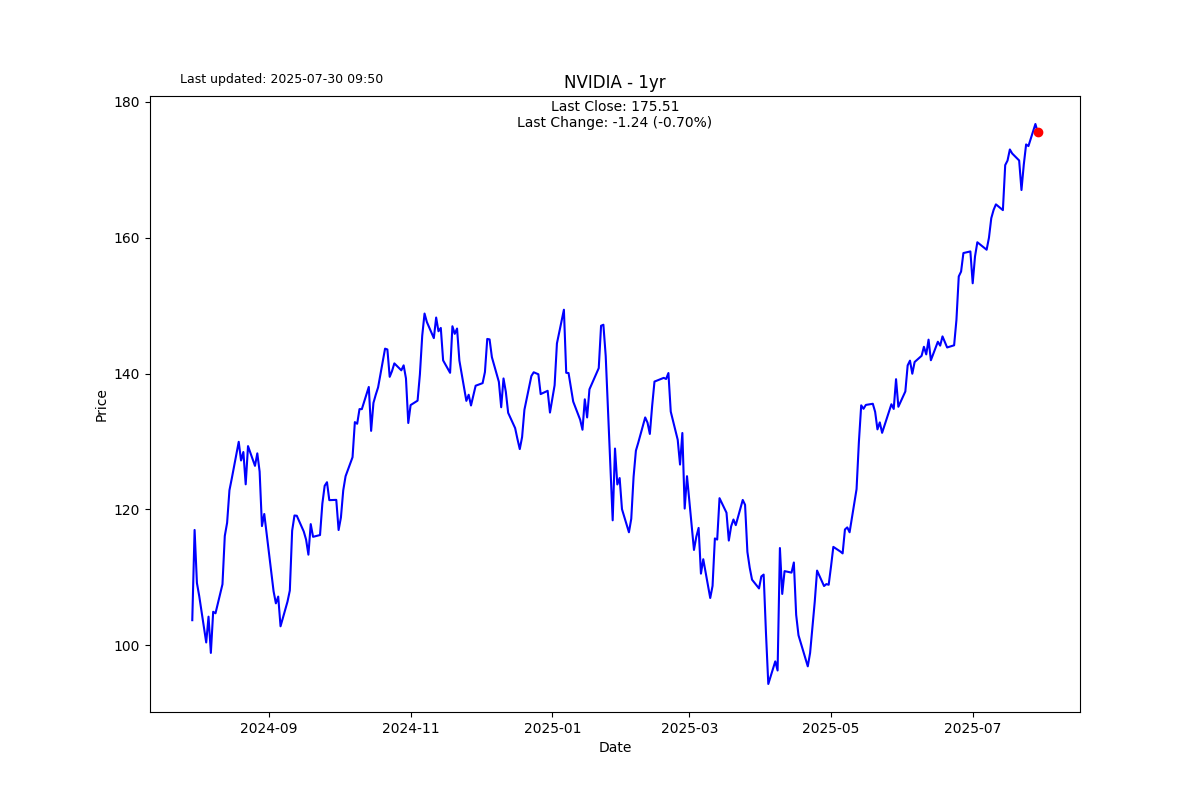 Last updated: 2025-07-30 09:50
NVIDIA - 1yr
Last Close: 175.51
Last Change: -1.24 (-0.70%)
180
160
140
120
100
Price
2024-09
2024-11
2025-01
2025-03
2025-05
2025-07
Date